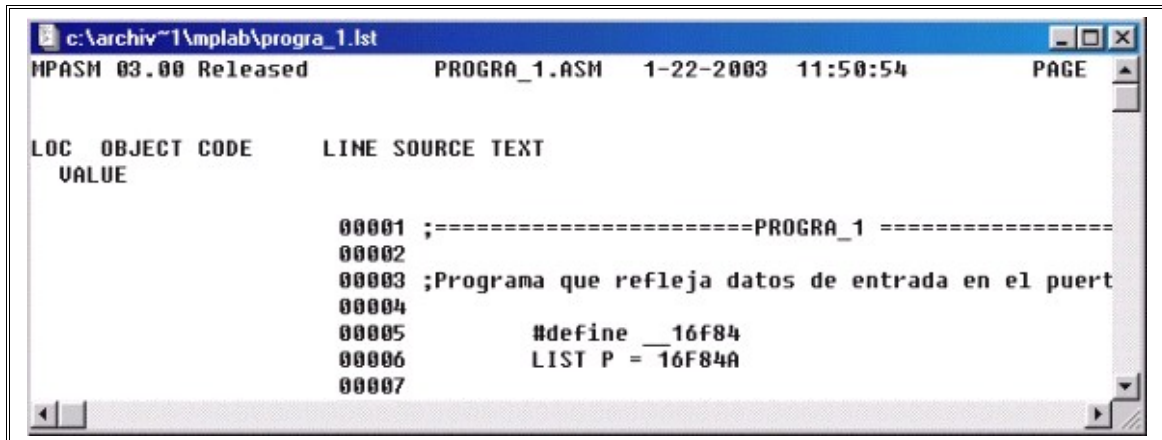 c:\archiv~1\mplab\progra_1.lst
MPASM 03.00 Released PROGRA_1.ASM 1-22-2003 11:50:54 PAGE
LOC OBJECT CODE LINE SOURCE TEXT
VALUE
00001 ;=======================PROGRA_1 =================
00002
00003 ;Programa que refleja datos de entrada en el puert
00004
00005 #define __16F84
00006 LIST P = 16F84A
00007